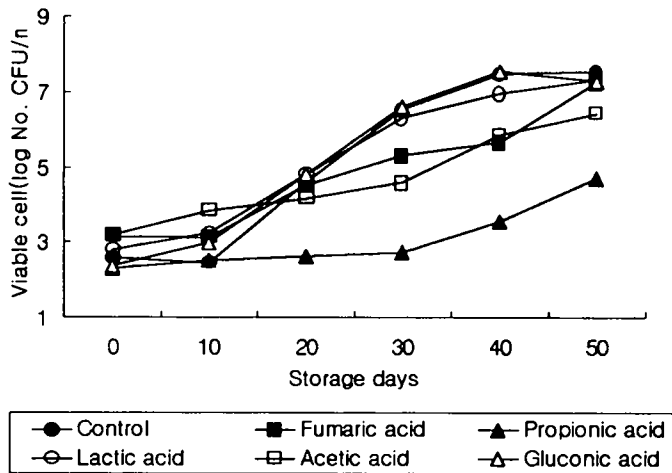 Viable cell(log No. CFU/n
9
7
5
3
1
0 10 20 30 40 50
Storage days
Control Fumaric acid Propionic acid
Lactic acid Acetic acid Gluconic acid